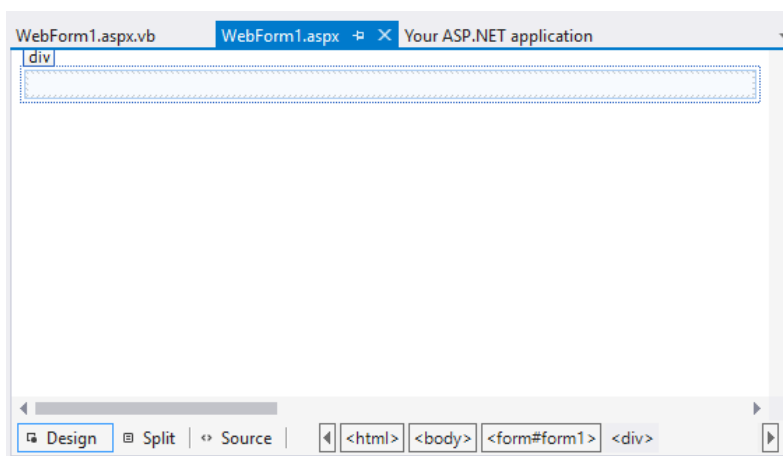 WebForm1.aspx.vb WebForm1.aspx Your ASP.NET application
div
Design Split Source <html> <body> <form#form1> <div>